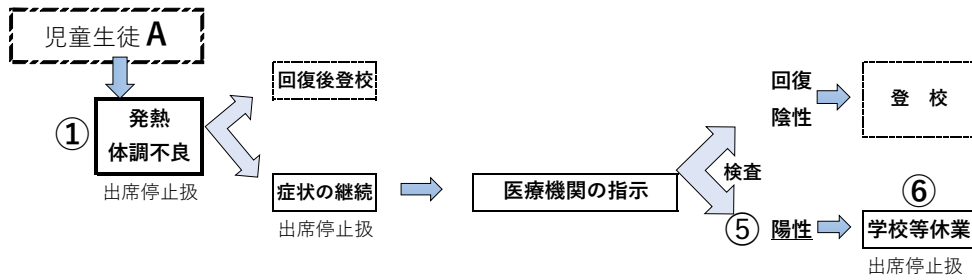 児童生徒 A
①
発熱
体調不良
出席停止扱
回復後登校
症状の継続
出席停止扱
医療機関の指示
検査
回復
陰性
登 校
⑤
陽性
⑥
学校等休業
出席停止扱